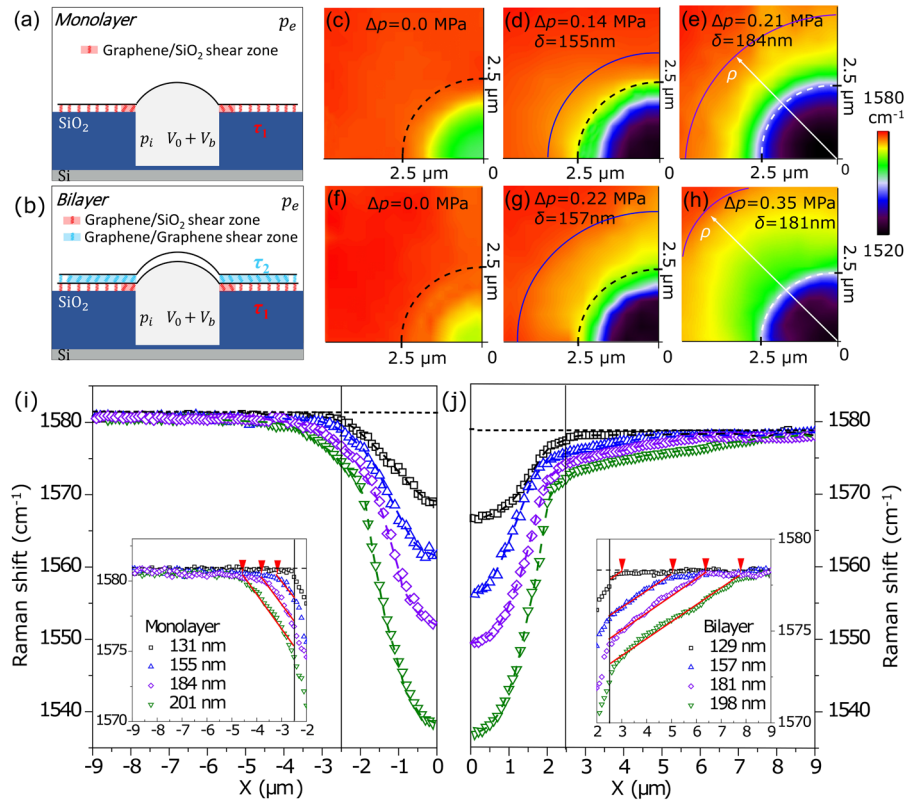 (a) Monolayer
pe
Graphene/SiO2 shear zone
SiO2
pi V0 + Vb
τ1
Si
(b) Bilayer
pe
Graphene/SiO2 shear zone
Graphene/Graphene shear zone
τ2
SiO2
pi V0 + Vb
τ1
Si
(c) Δp=0.0 MPa
2.5 μm
2.5 μm
0
(d) Δp=0.14 MPa
δ=155nm
2.5 μm
2.5 μm
0
(e) Δp=0.21 MPa
δ=184nm
ρ
2.5 μm
2.5 μm
0
1580
cm-1
1520
(f) Δp=0.0 MPa
2.5 μm
2.5 μm
0
(g) Δp=0.22 MPa
δ=157nm
2.5 μm
2.5 μm
0
(h) Δp=0.35 MPa
δ=181nm
ρ
2.5 μm
2.5 μm
0
(i)
Raman shift (cm-1)
1580
1570
1560
1550
1540
-9 -8 -7 -6 -5 -4 -3 -2 -1 0
X (μm)
1580
1575
1570
Monolayer
131 nm
155 nm
184 nm
201 nm
-9 -8 -7 -6 -5 -4 -3 -2
(j)
1580
1570
1560
1550
1540
Raman shift (cm-1)
0 1 2 3 4 5 6 7 8 9
X (μm)
1580
1575
1570
Bilayer
129 nm
157 nm
181 nm
198 nm
2 3 4 5 6 7 8 9